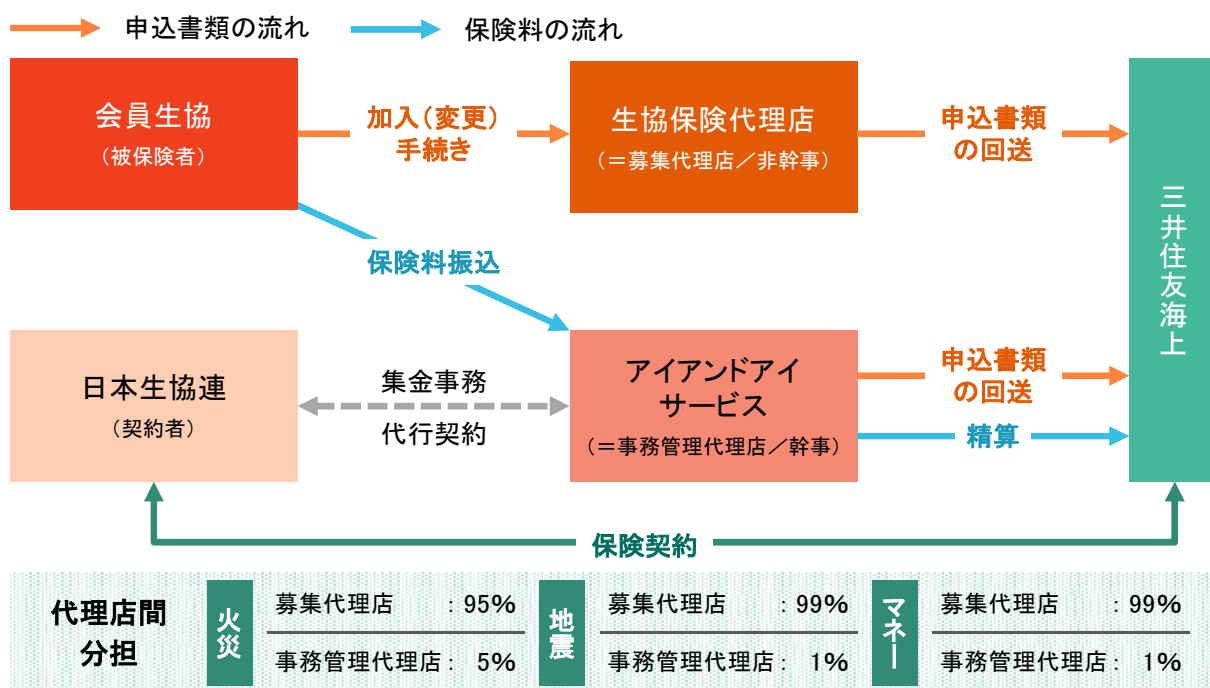 申込書類の流れ
保険料の流れ
会員生協
（被保険者）
加入（変更）
手続き
生協保険代理店
（＝募集代理店／非幹事）
申込書類
の回送
三井住友海上
保険料振込
日本生協連
（契約者）
集金事務
代行契約
アイアンドアイ
サービス
（＝事務管理代理店／幹事）
申込書類
の回送
精算
保険契約
代理店間
分担
火災
募集代理店　　：95%
事務管理代理店：　5%
地震
募集代理店　　：99%
事務管理代理店：　1%
マネー
募集代理店　　：99%
事務管理代理店：　1%